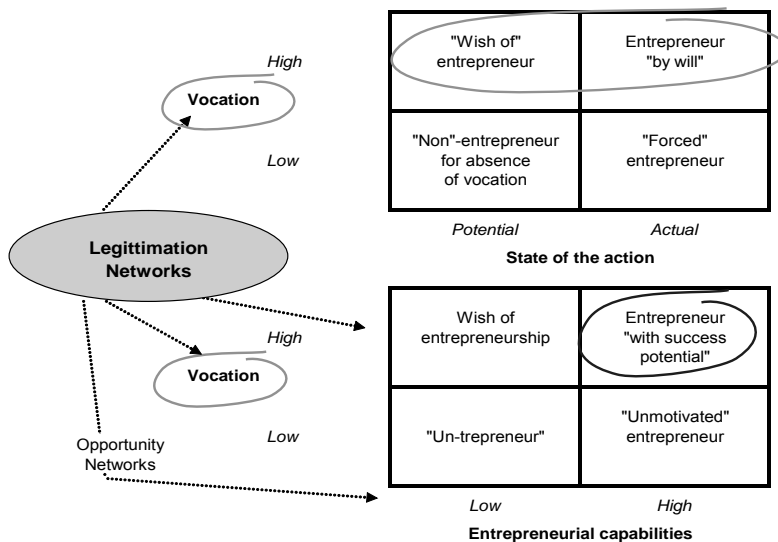 High
Vocation
Low
"Wish of"
entrepreneur
Entrepreneur
"by will"
"Non"-entrepreneur
for absence
of vocation
"Forced"
entrepreneur
Potential
Actual
State of the action
Legittimation
Networks
High
Vocation
Low
Opportunity
Networks
Wish of
entrepreneurship
Entrepreneur
"with success
potential"
"Un-trepreneur"
"Unmotivated"
entrepreneur
Low
High
Entrepreneurial capabilities